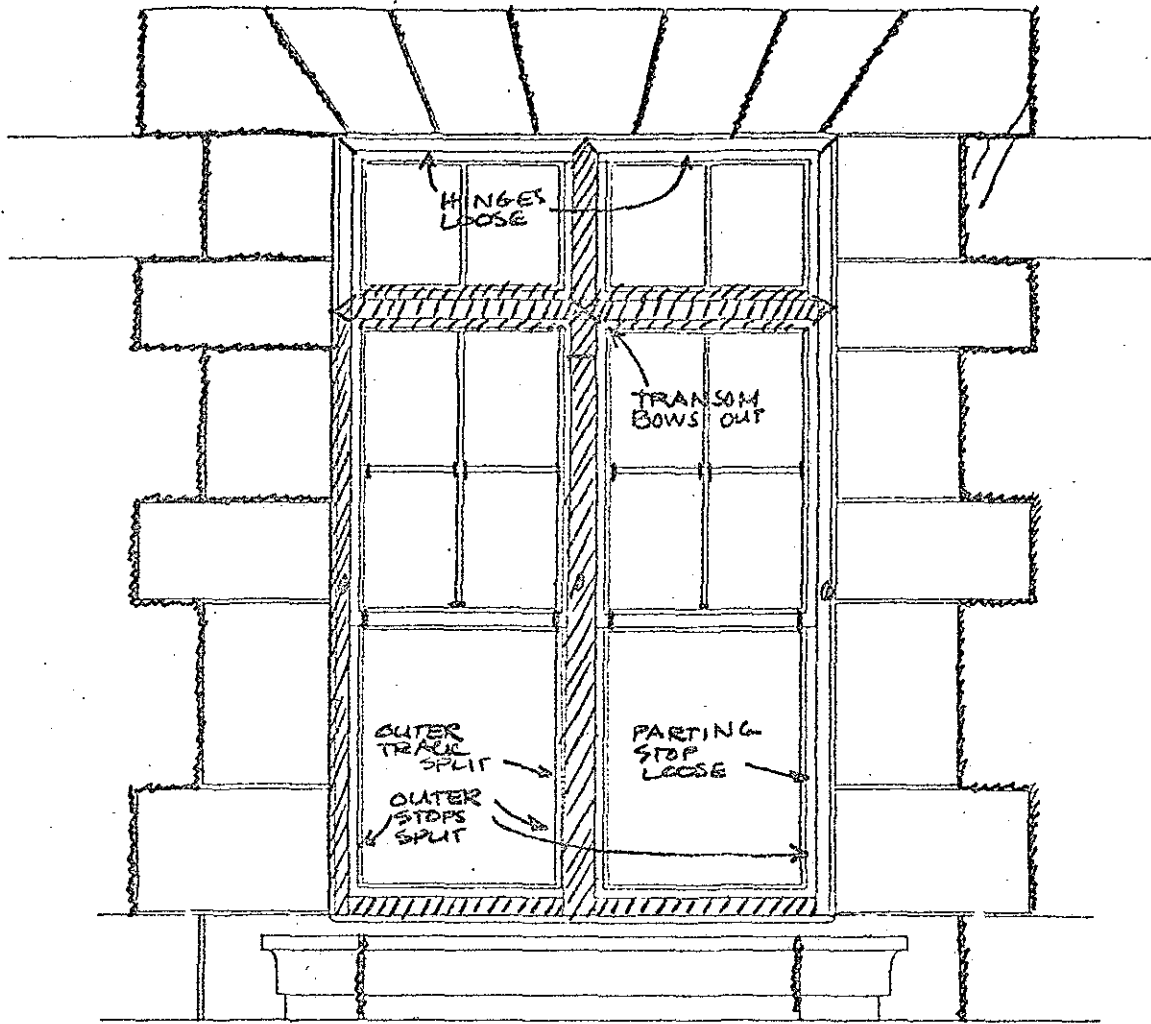 HINGES
LOOSE
TRANSOM
BOWS OUT
OUTER
TRACK
SPLIT
PARTING
STOP
LOOSE
OUTER
STOPS
SPLIT